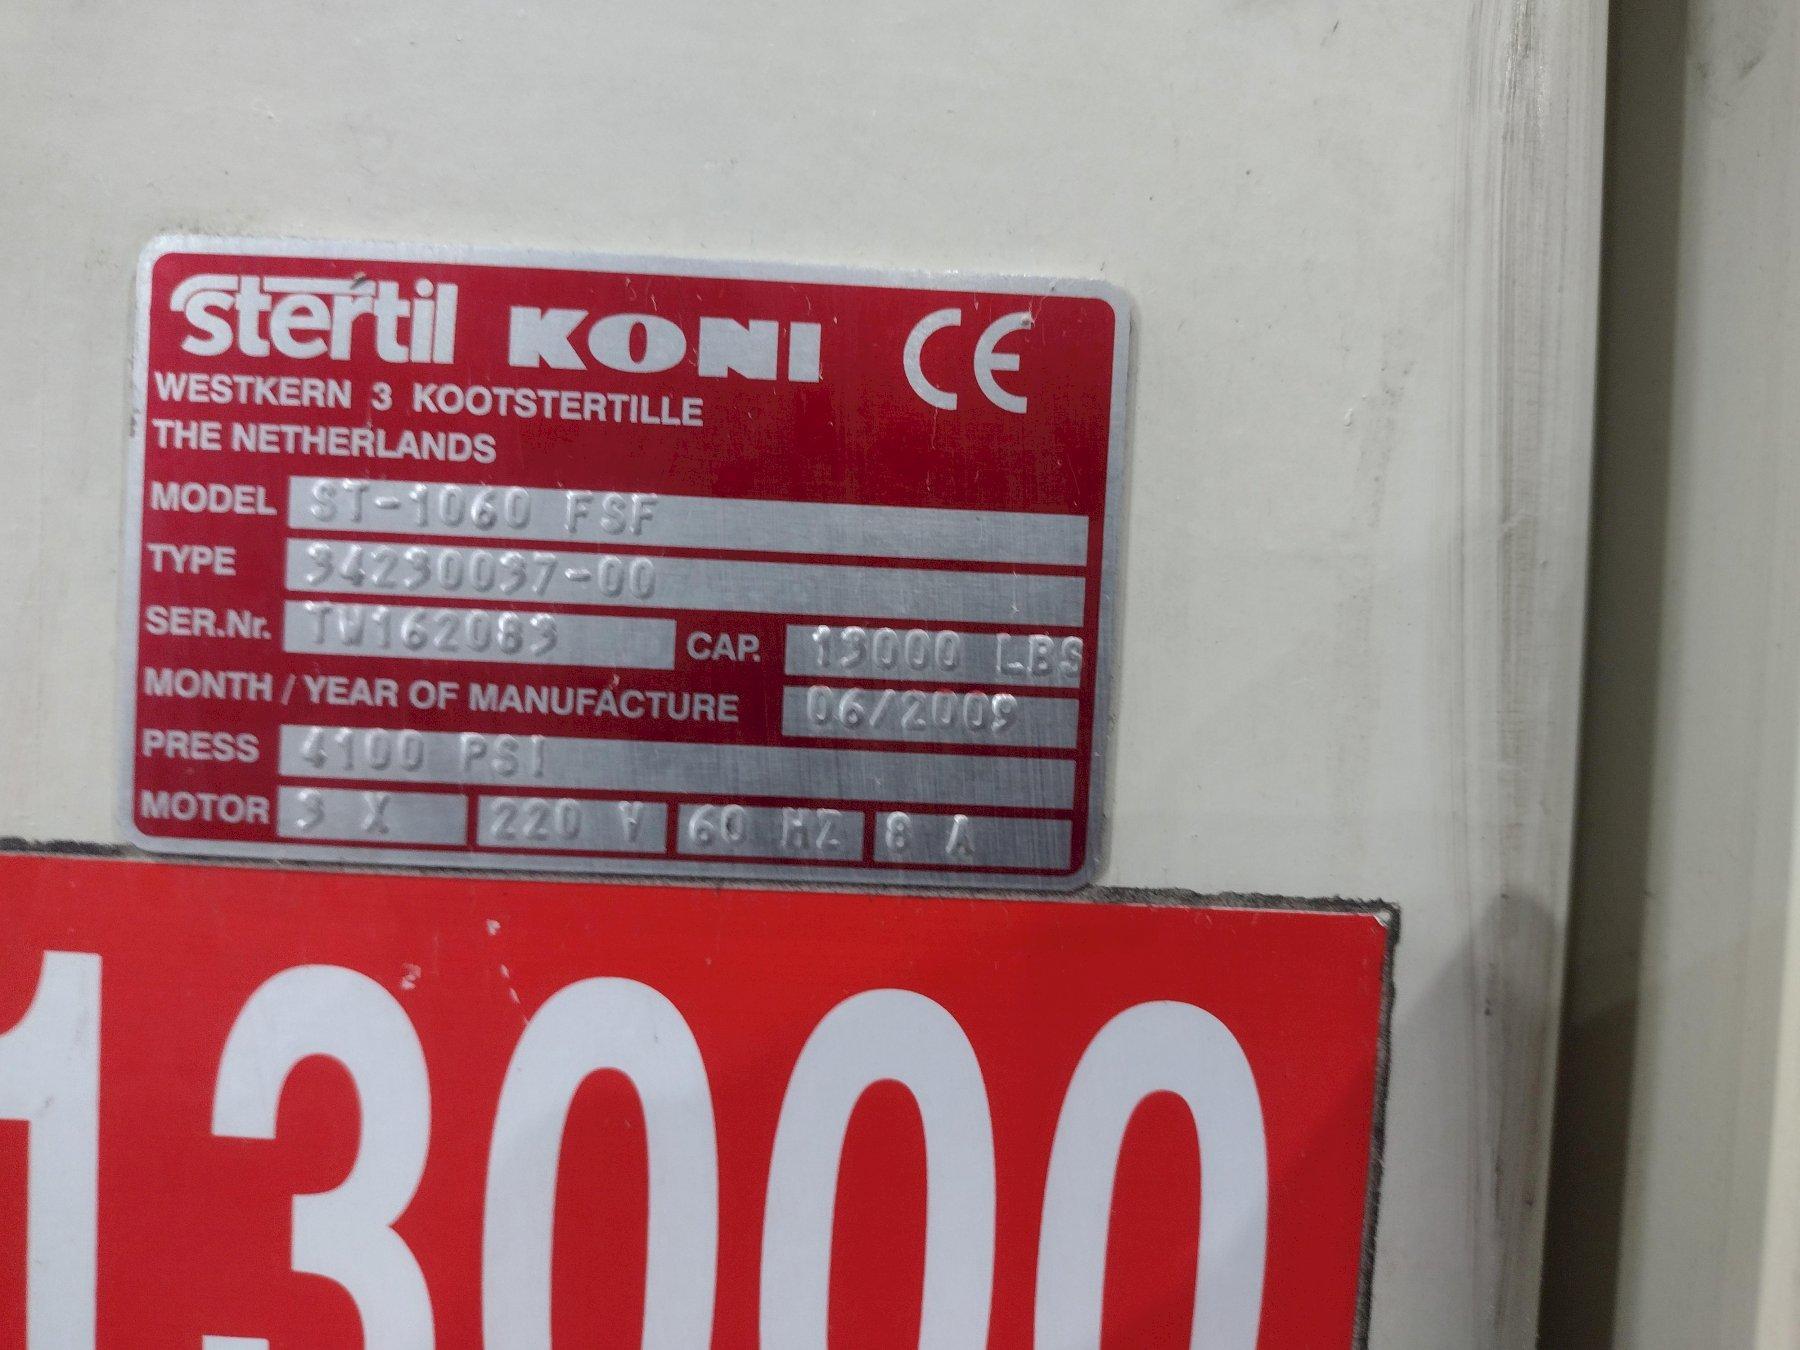 stertil KONI CE
WESTKERN 3 KOOTSTERTILLE
THE NETHERLANDS
MODEL ST-1060 FSF
TYPE 34230037-00
SER.Nr. TW162083 CAP. 13000 LBS
MONTH / YEAR OF MANUFACTURE 06/2009
PRESS 4100 PSI
MOTOR 3 X 220 V 60 HZ 8 A
13000